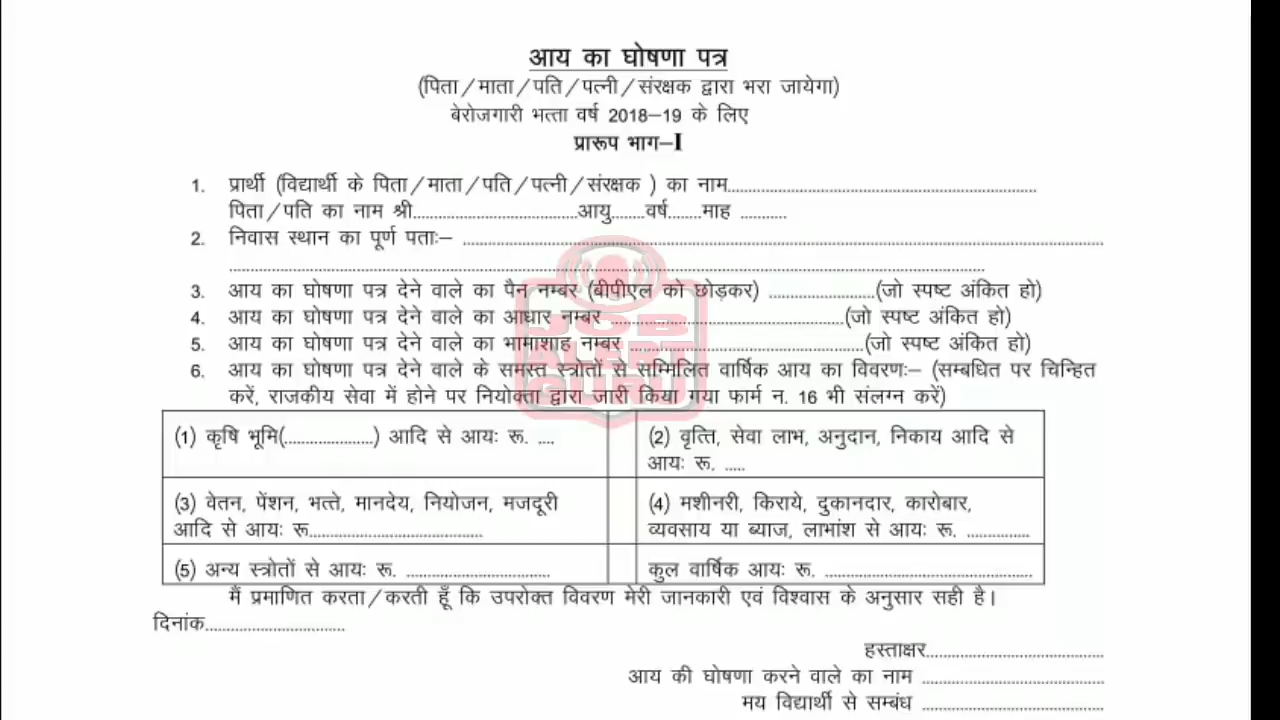 आय का घोषणा पत्र
(पिता/माता/पति/पत्नी/संरक्षक द्वारा भरा जायेगा)
बेरोजगारी भत्ता वर्ष 2018–19 के लिए
प्रारूप भाग–I
1. प्रार्थी (विद्यार्थी के पिता/माता/पति/पत्नी/संरक्षक ) का नाम..........................................................................
पिता/पति का नाम श्री.......................................आयु........वर्ष........माह ...........
2. निवास स्थान का पूर्ण पताः– ..........................................................................................................
..............................................................................................................................
3. आय का घोषणा पत्र देने वाले का पैन नम्बर (बीपीएल को छोड़कर) .........................(जो स्पष्ट अंकित हो)
4. आय का घोषणा पत्र देने वाले का आधार नम्बर .......................................................(जो स्पष्ट अंकित हो)
5. आय का घोषणा पत्र देने वाले का भामाशाह नम्बर .......................................................(जो स्पष्ट अंकित हो)
6. आय का घोषणा पत्र देने वाले के समस्त स्त्रोतों से सम्मिलित वार्षिक आय का विवरणः– (सम्बधित पर चिन्हित
करें, राजकीय सेवा में होने पर नियोक्ता द्वारा जारी किया गया फार्म न. 16 भी संलग्न करें)
(1) कृषि भूमि(.....................) आदि से आयः रू. ....
(2) वृत्ति, सेवा लाभ, अनुदान, निकाय आदि से
आयः रू. .....
(3) वेतन, पेंशन, भत्ते, मानदेय, नियोजन, मजदूरी
आदि से आयः रू.........................................
(4) मशीनरी, किराये, दुकानदार, कारोबार,
व्यवसाय या ब्याज, लाभांश से आयः रू. ...............
(5) अन्य स्त्रोतों से आयः रू. ..................................
कुल वार्षिक आयः रू. .................................................
मैं प्रमाणित करता/करती हूँ कि उपरोक्त विवरण मेरी जानकारी एवं विश्वास के अनुसार सही है।
दिनांक.................................
हस्ताक्षर..........................................
आय की घोषणा करने वाले का नाम ...........................................
मय विद्यार्थी से सम्बंध ...........................................
JOB
ALERT
GURU